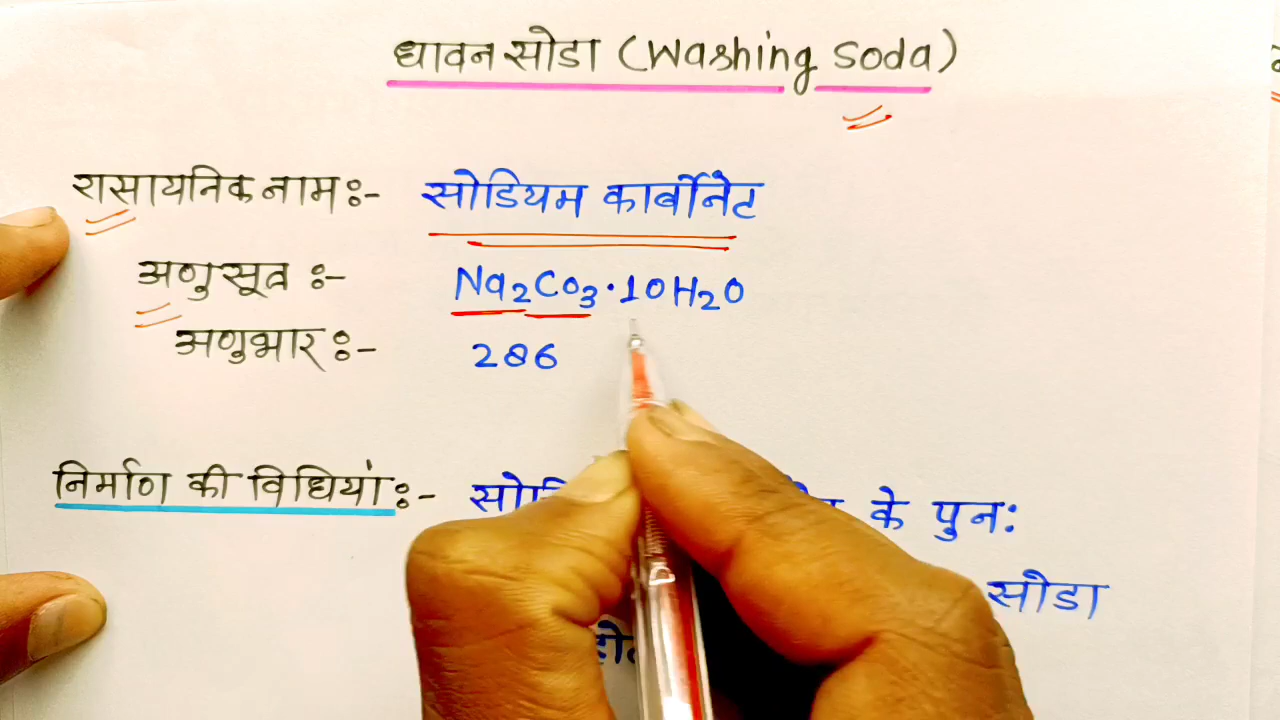 धावन सोडा (Washing Soda)
रासायनिक नाम :- सोडियम कार्बोनेट
अणुसूत्र :- Na2Co3·10H2O
अणुभार :- 286
निर्माण की विधियां :- के पुन:
सोडा